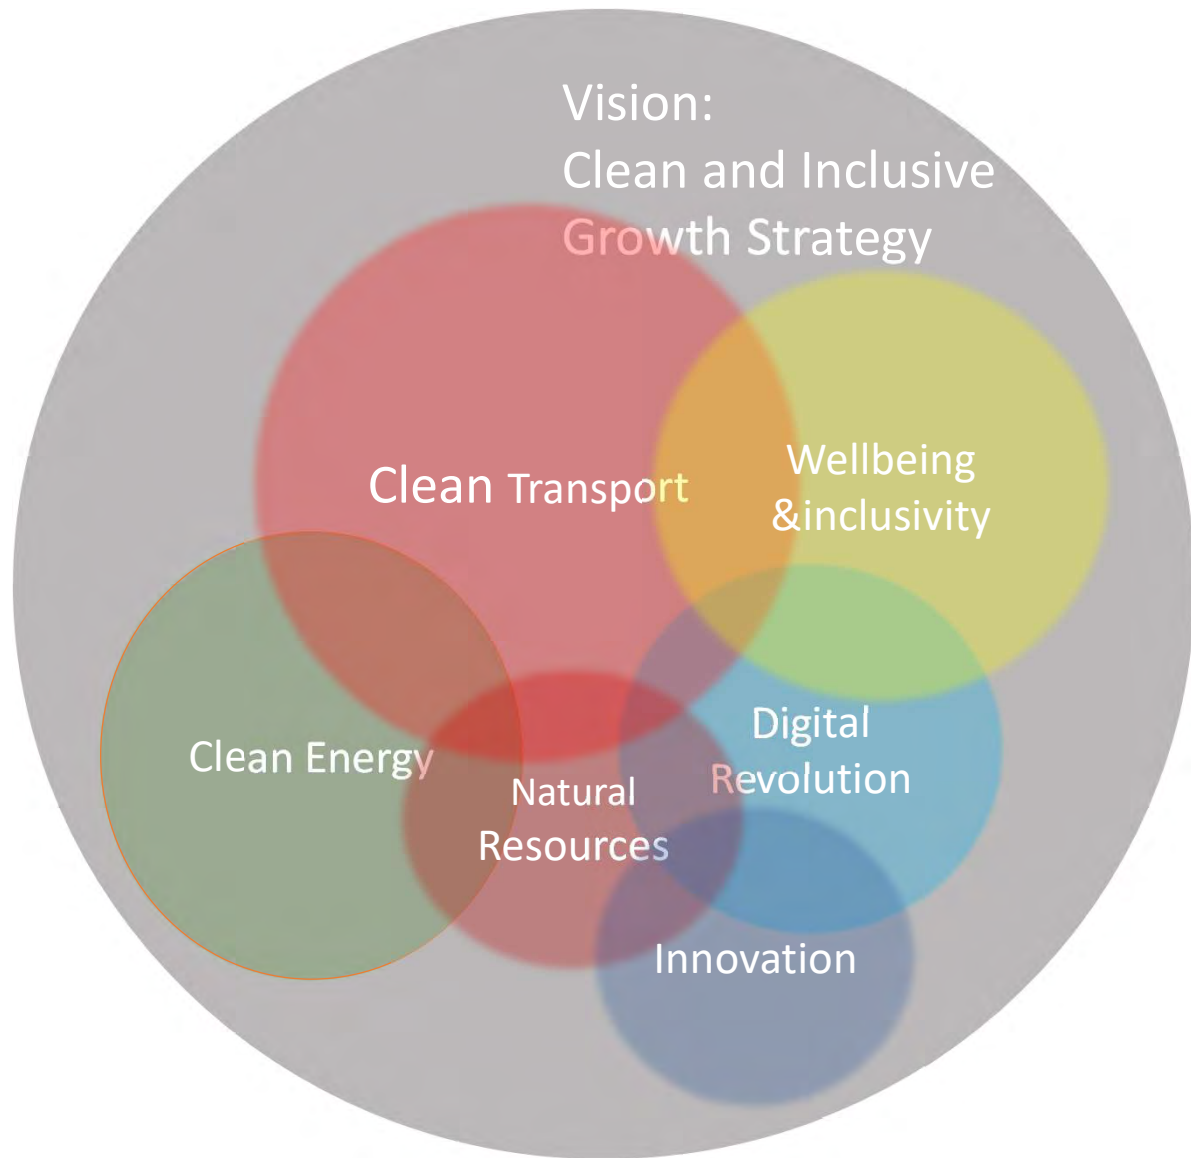 Vision:
Clean and Inclusive
Growth Strategy
Clean Transport
Wellbeing
&inclusivity
Clean Energy
Natural
Resources
Digital
Revolution
Innovation